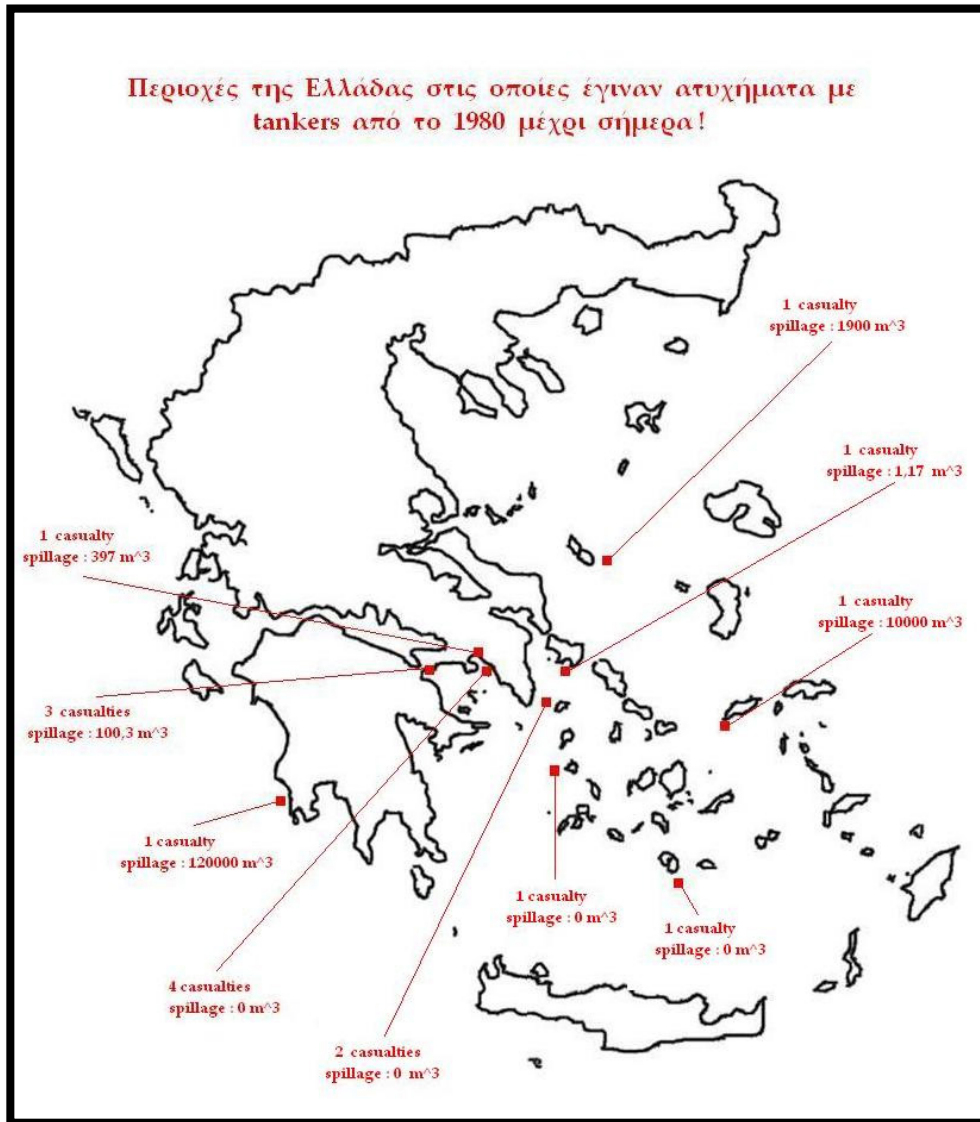 Περιοχές της Ελλάδας στις οποίες έγιναν ατυχήματα με
tankers από το 1980 μέχρι σήμερα!
1 casualty
spillage : 1900 m^3
1 casualty
spillage : 1,17 m^3
1 casualty
spillage : 397 m^3
1 casualty
spillage : 10000 m^3
3 casualties
spillage : 100,3 m^3
1 casualty
spillage : 120000 m^3
1 casualty
spillage : 0 m^3
1 casualty
spillage : 0 m^3
4 casualties
spillage : 0 m^3
2 casualties
spillage : 0 m^3